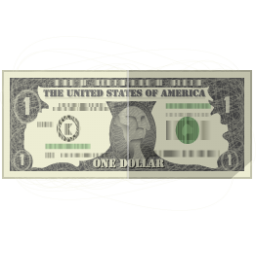 THE UNITED STATES OF AMERICA
1 1
K
ONE DOLLAR
1 1